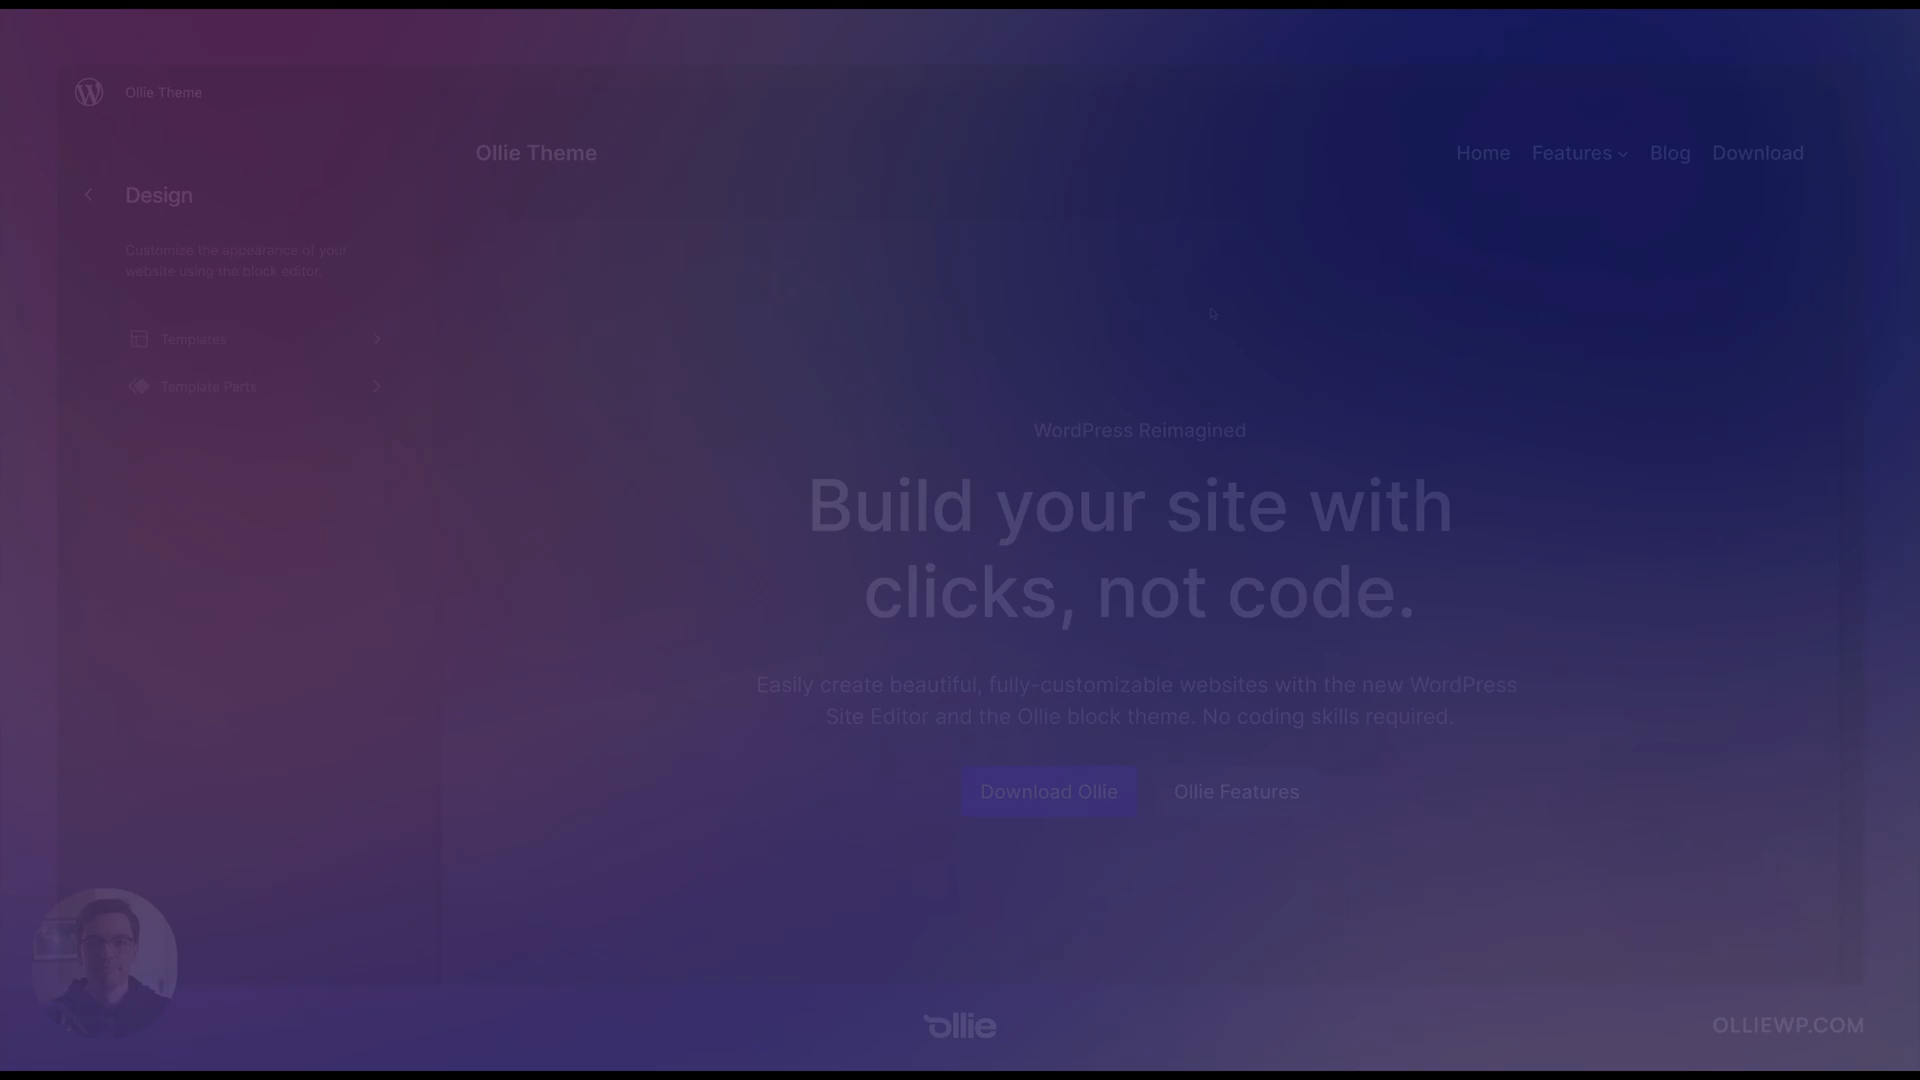 Ollie Theme
Design
Customize the appearance of your
website using the block editor.
Templates
Template Parts
Ollie Theme
Home
Features
Blog
Download
WordPress Reimagined
Build your site with
clicks, not code.
Easily create beautiful, fully-customizable websites with the new WordPress
Site Editor and the Ollie block theme. No coding skills required.
Download Ollie
Ollie Features
ollie
OLLIEWP.COM